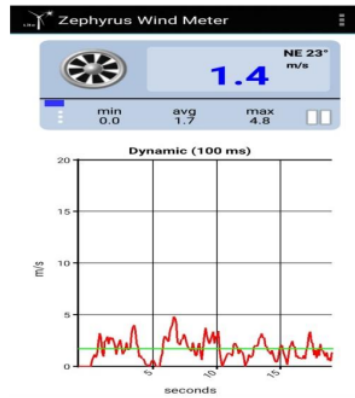 lite Zephyrus Wind Meter
NE 23°
1.4 m/s
min avg max
0.0 1.7 4.8
Dynamic (100 ms)
20
15
10
5
0
m/s
5 10 15
seconds